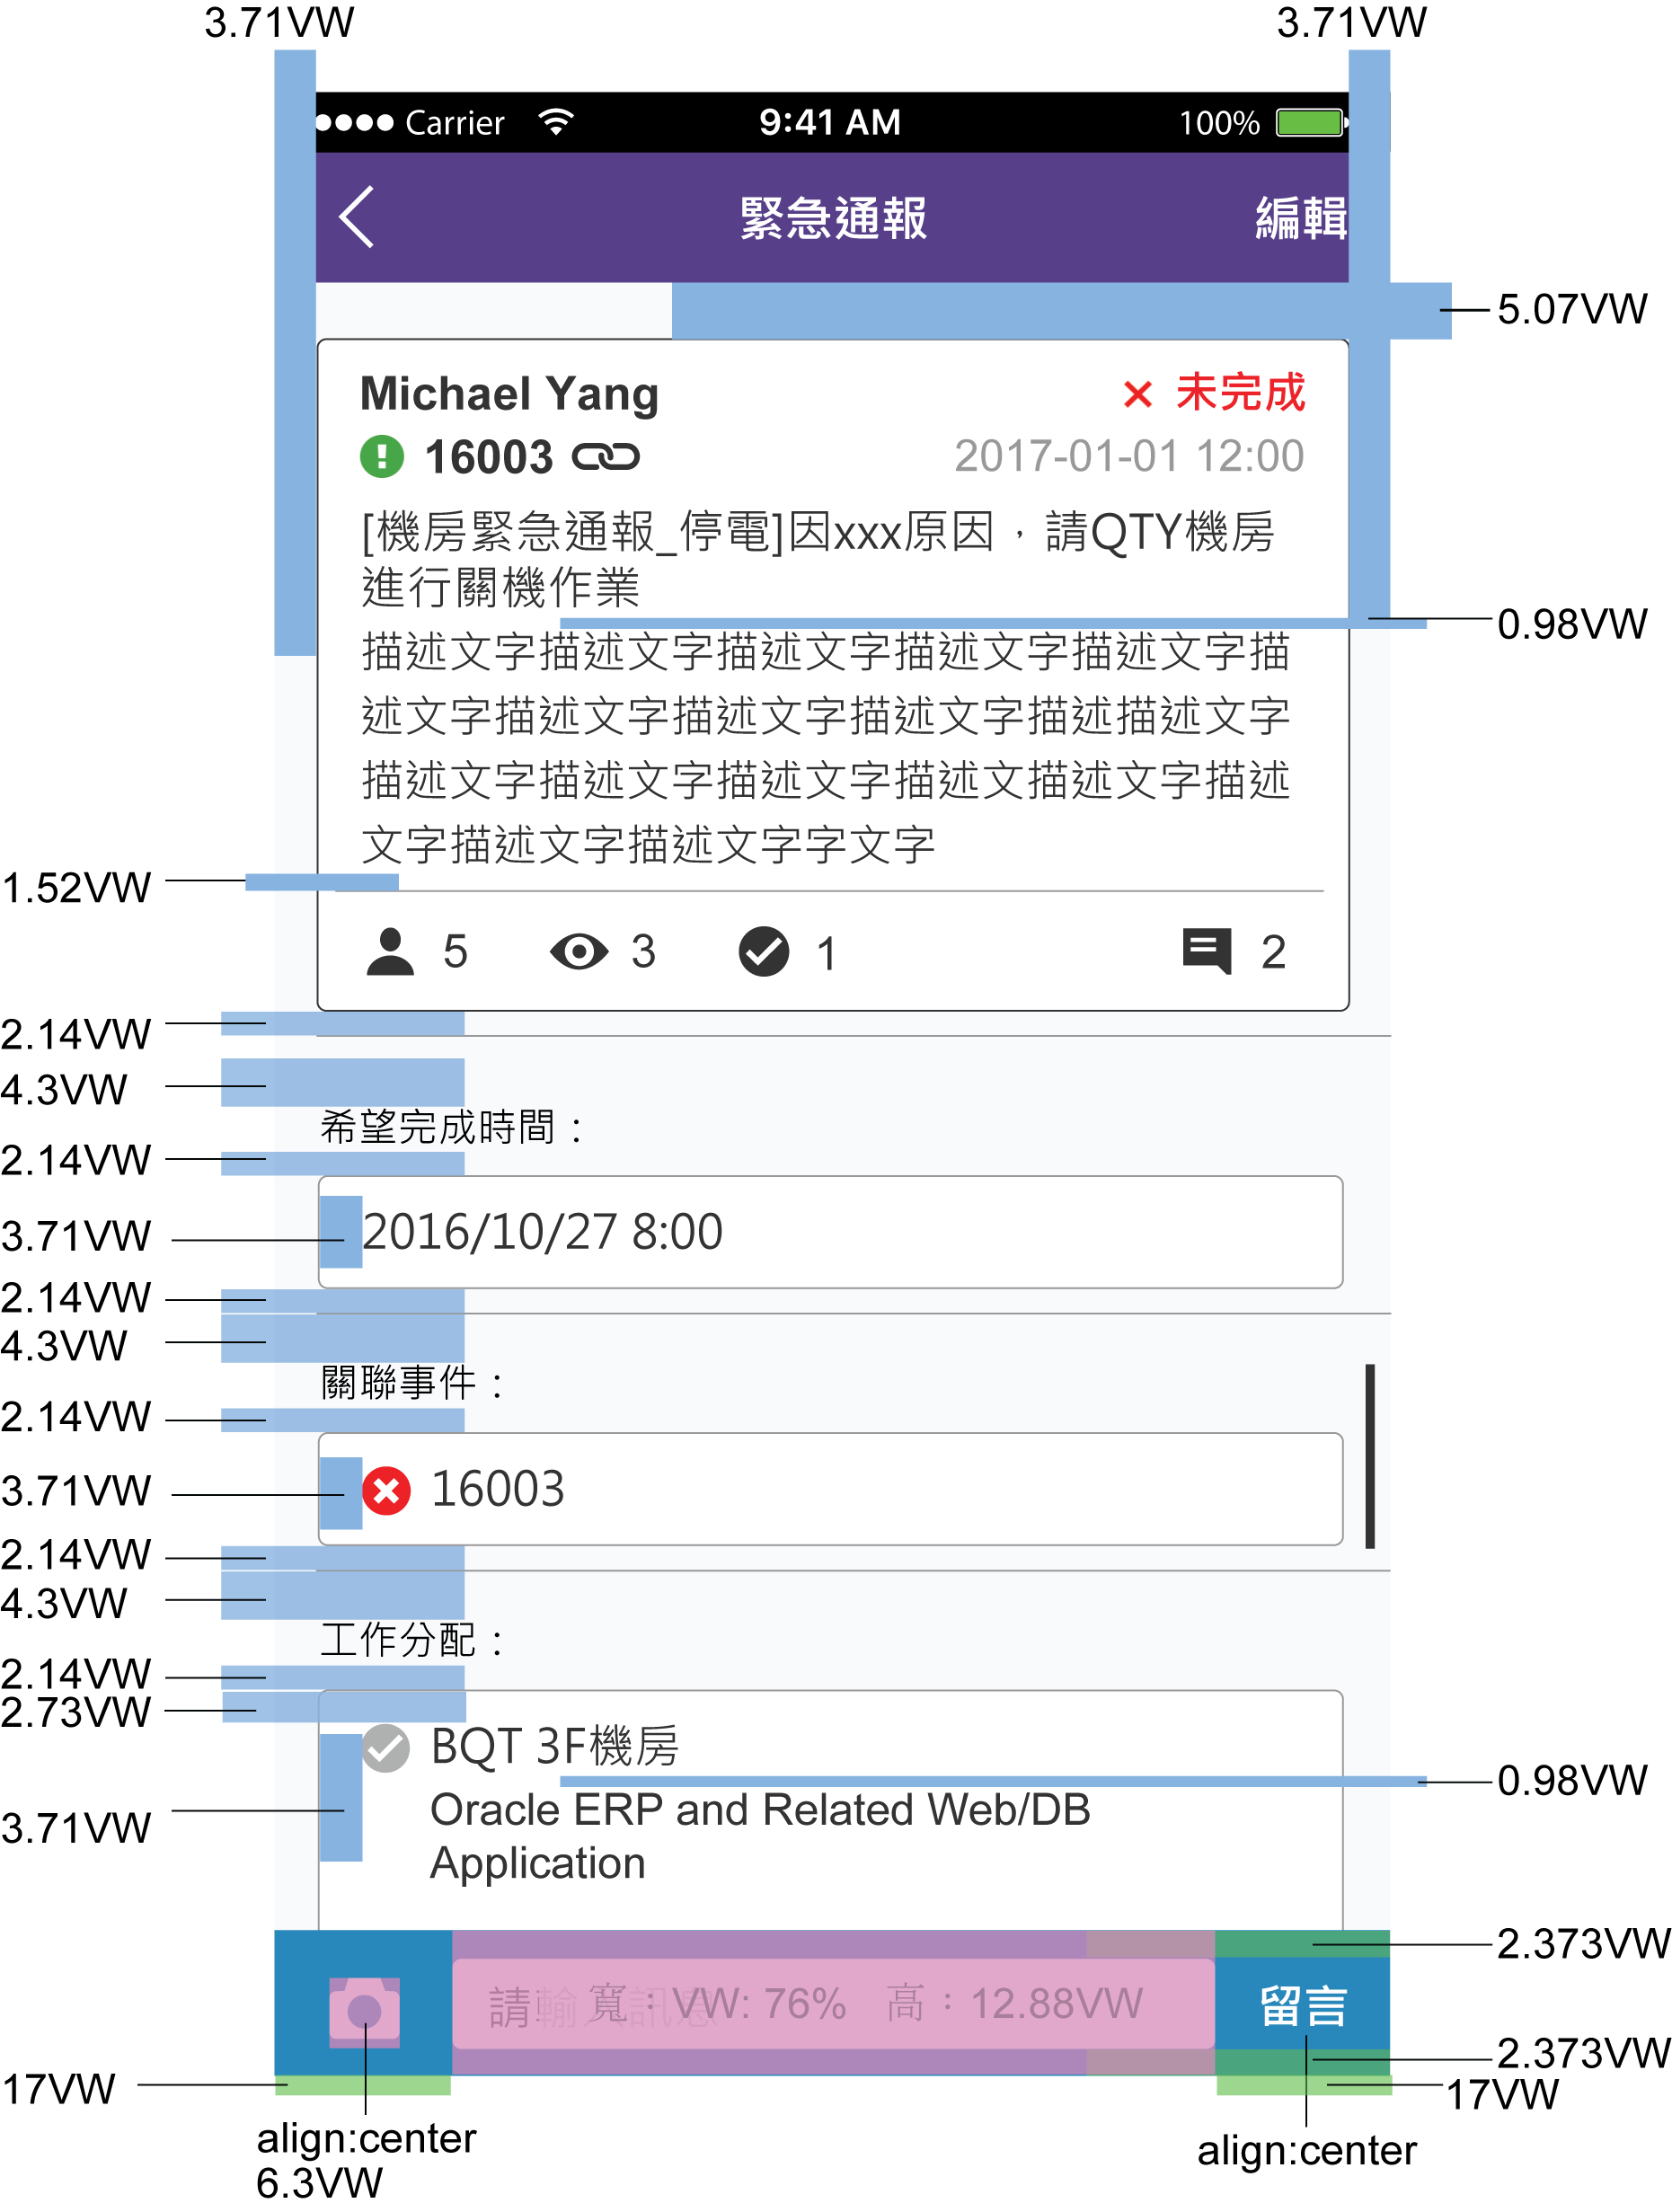 3.71VW 3.71VW
Carrier 9:41 AM 100%
緊急通報 編輯
5.07VW
Michael Yang 未完成
16003 2017-01-01 12:00
[機房緊急通報_停電]因xxx原因，請QTY機房
進行關機作業
0.98VW
描述文字描述文字描述文字描述文字描述文字描
述文字描述文字描述文字描述文字描述描述文字
描述文字描述文字描述文字描述文描述文字描述
文字描述文字描述文字字文字
1.52VW
5 3 1 2
2.14VW
4.3VW
希望完成時間：
2.14VW
2016/10/27 8:00
3.71VW
2.14VW
4.3VW
關聯事件：
2.14VW
16003
3.71VW
2.14VW
4.3VW
工作分配：
2.14VW
2.73VW
BQT 3F機房
0.98VW
Oracle ERP and Related Web/DB
3.71VW
Application
2.373VW
請輸入訊息
寬：VW: 76% 高：12.88VW
留言
2.373VW
17VW 17VW
align:center align:center
6.3VW